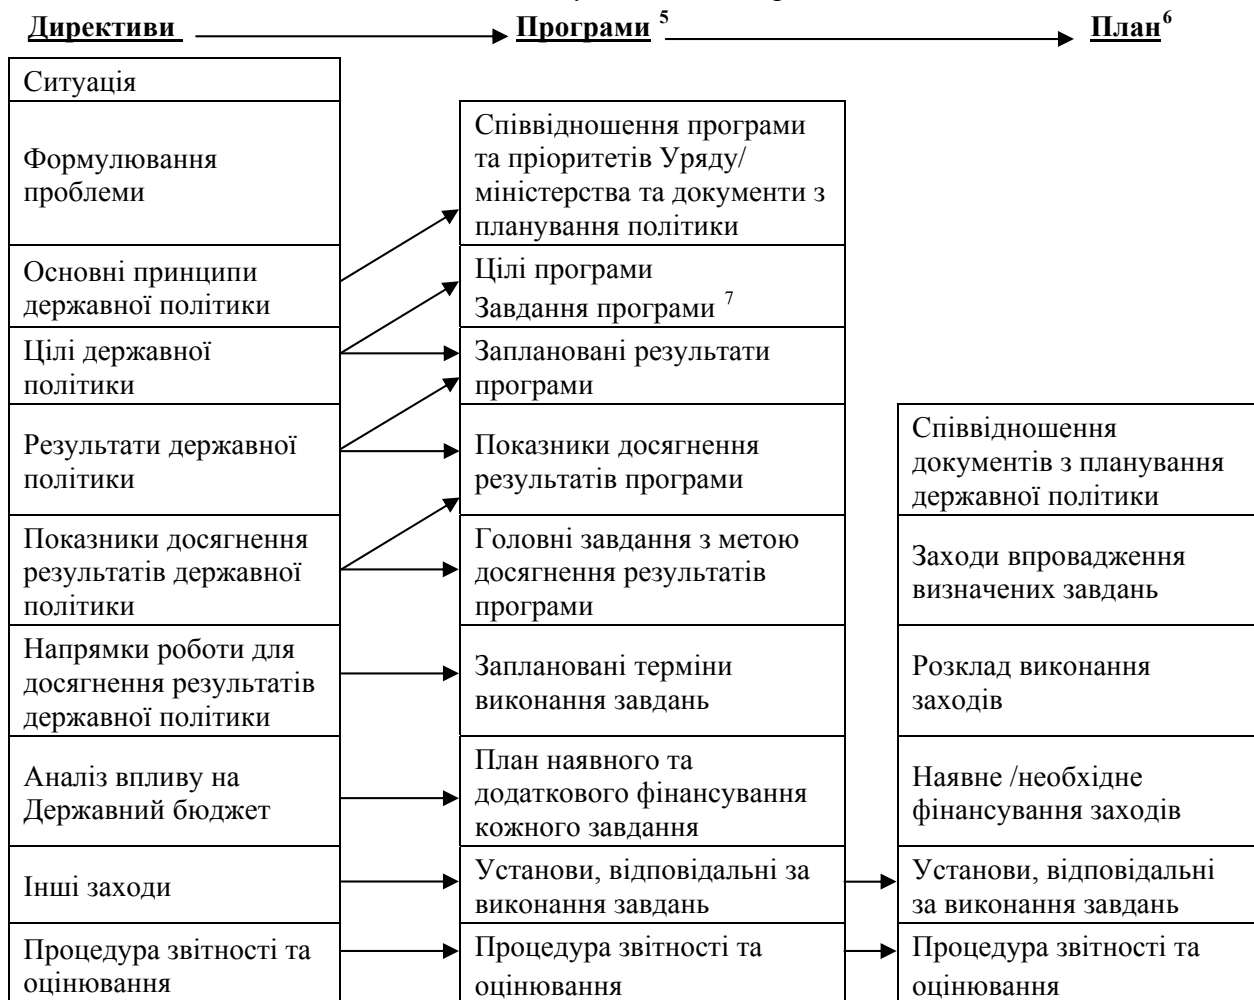 Директиви Програми 5 План6
Ситуація
Формулювання
проблеми
Основні принципи
державної політики
Цілі державної
політики
Результати державної
політики
Показники досягнення
результатів державної
політики
Напрямки роботи для
досягнення результатів
державної політики
Аналіз впливу на
Державний бюджет
Інші заходи
Процедура звітності та
оцінювання
Співвідношення програми
та пріоритетів Уряду/
міністерства та документи з
планування політики
Цілі програми
Завдання програми 7
Заплановані результати
програми
Показники досягнення
результатів програми
Головні завдання з метою
досягнення результатів
програми
Заплановані терміни
виконання завдань
План наявного та
додаткового фінансування
кожного завдання
Установи, відповідальні за
виконання завдань
Процедура звітності та
оцінювання
Співвідношення
документів з планування
державної політики
Заходи впровадження
визначених завдань
Розклад виконання
заходів
Наявне /необхідне
фінансування заходів
Установи, відповідальні
за виконання завдань
Процедура звітності та
оцінювання